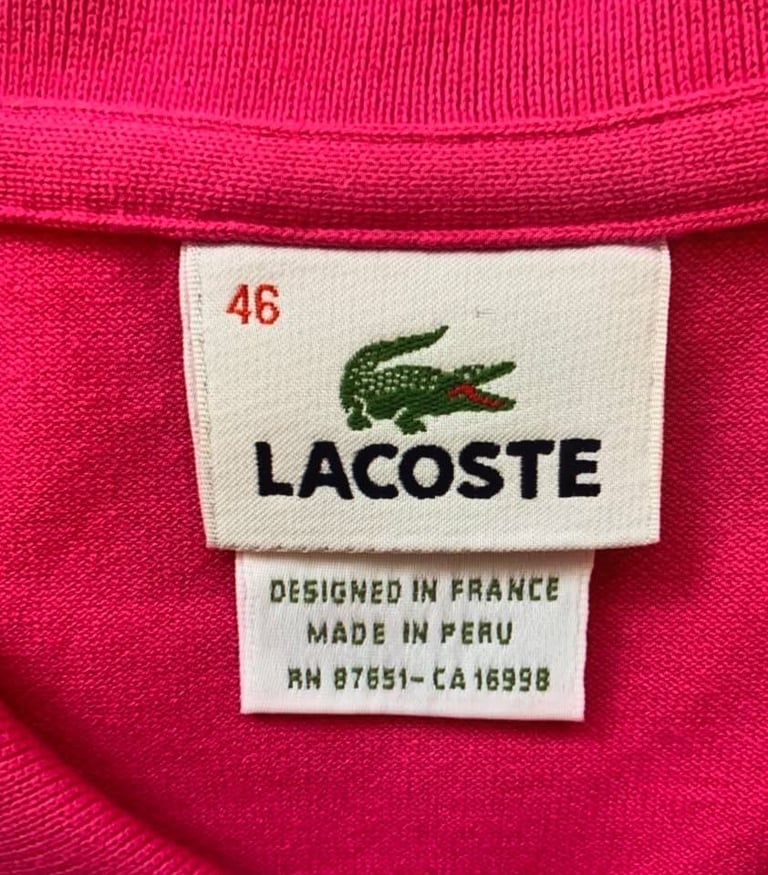 46
LACOSTE
DESIGNED IN FRANCE
MADE IN PERU
RN 87651-CA 16998